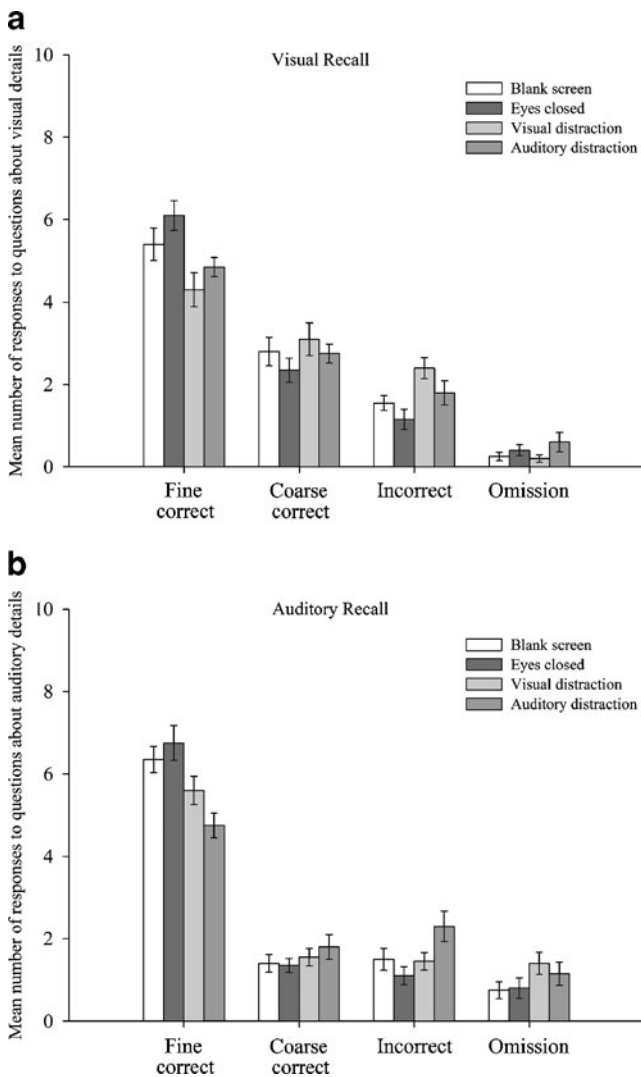 a
Visual Recall
Mean number of responses to questions about visual details
10
8
6
4
2
0
Blank screen
Eyes closed
Visual distraction
Auditory distraction
Fine
correct
Coarse
correct
Incorrect
Omission
b
Auditory Recall
Mean number of responses to questions about auditory details
10
8
6
4
2
0
Blank screen
Eyes closed
Visual distraction
Auditory distraction
Fine
correct
Coarse
correct
Incorrect
Omission